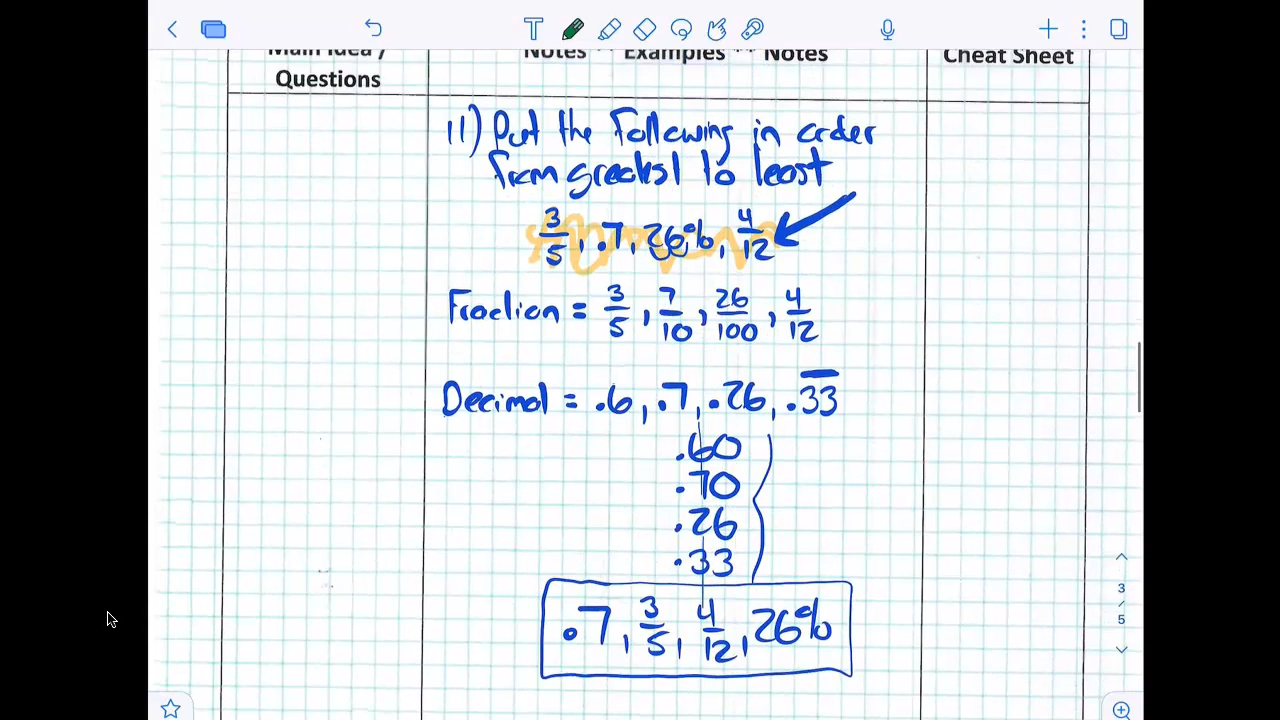 Main Idea / Notes ** Examples ** Notes Cheat Sheet
Questions
11) Put the following in order
from greatest to least
3/5, .7, 26%, 4/12
Fraction = 3/5, 7/10, 26/100, 4/12
Decimal = .6, .7, .26, .3̅3̅
.60
.70
.26
.33
.7, 3/5, 4/12, 26%
3
/
5